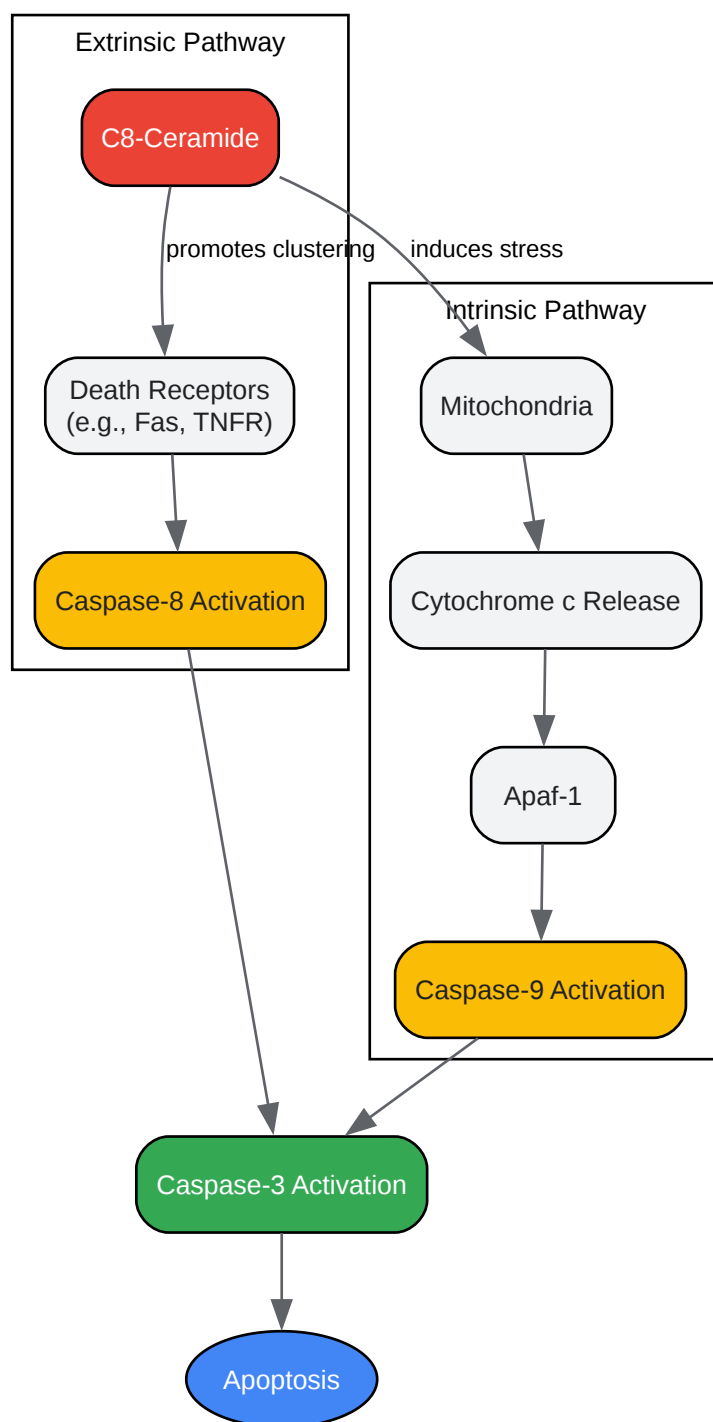 Extrinsic Pathway
C8-Ceramide
promotes clustering
induces stress
Intrinsic Pathway
Death Receptors
(e.g., Fas, TNFR)
Mitochondria
Caspase-8 Activation
Cytochrome c Release
Apaf-1
Caspase-9 Activation
Caspase-3 Activation
Apoptosis